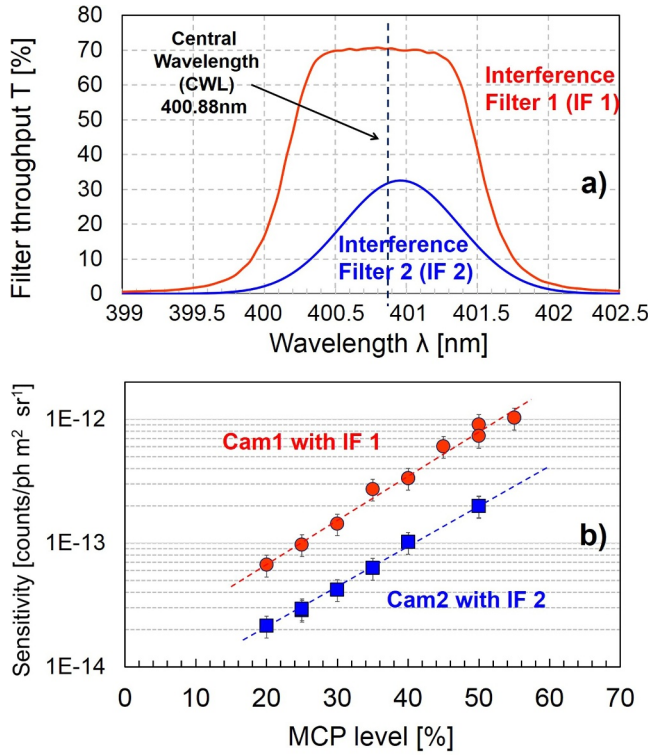 Filter throughput T [%]
80
70
60
50
40
30
20
10
0
Central
Wavelength
(CWL)
400.88nm
Interference
Filter 1 (IF 1)
a)
Interference
Filter 2 (IF 2)
399 399.5 400 400.5 401 401.5 402 402.5
Wavelength λ [nm]
Sensitivity [counts/ph m² sr¹]
1E-12
1E-13
1E-14
Cam1 with IF 1
b)
Cam2 with IF 2
0 10 20 30 40 50 60 70
MCP level [%]